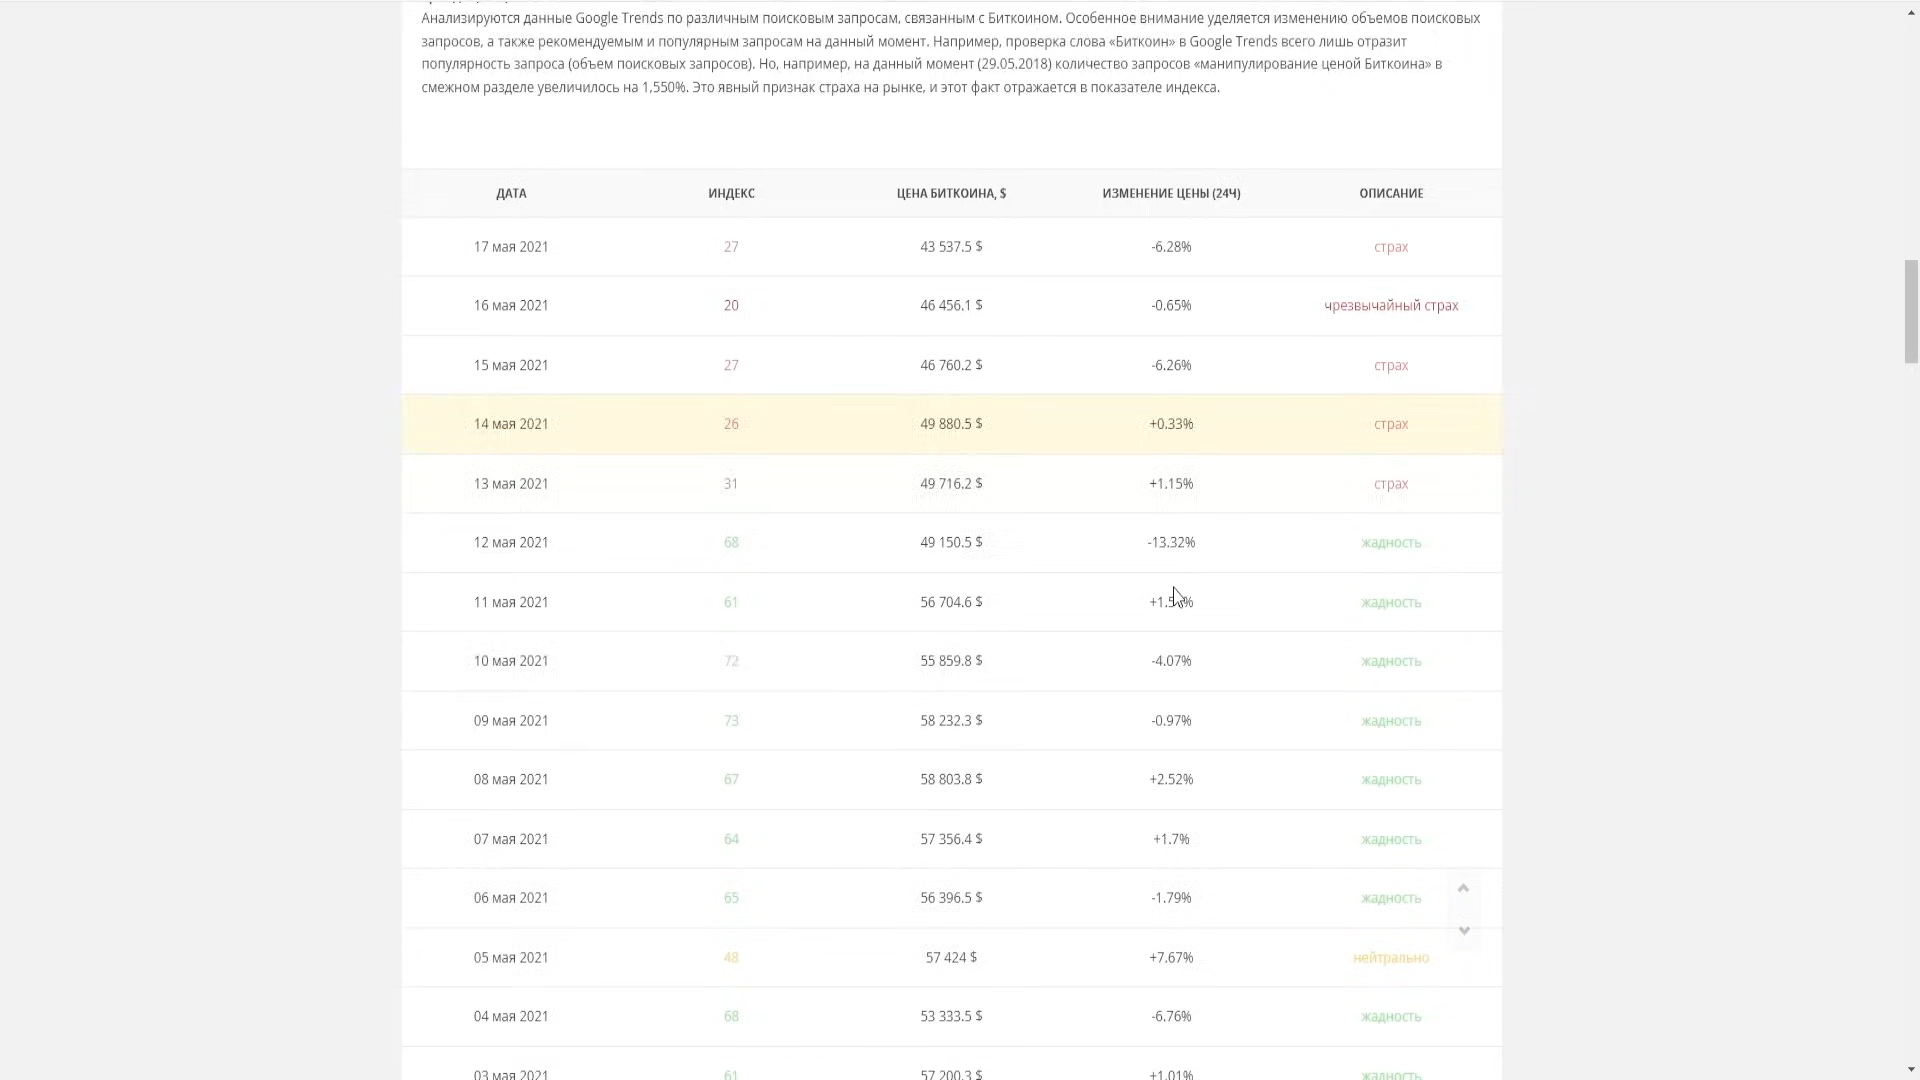 Анализируются данные Google Trends по различным поисковым запросам, связанным с Биткоином. Особенное внимание уделяется изменению объемов поисковых
запросов, а также рекомендуемым и популярным запросам на данный момент. Например, проверка слова «Биткоин» в Google Trends всего лишь отразит
популярность запроса (объем поисковых запросов). Но, например, на данный момент (29.05.2018) количество запросов «манипулирование ценой Биткоина» в
смежном разделе увеличилось на 1,550%. Это явный признак страха на рынке, и этот факт отражается в показателе индекса.
ДАТА ИНДЕКС ЦЕНА БИТКОИНА, $ ИЗМЕНЕНИЕ ЦЕНЫ (24Ч) ОПИСАНИЕ
17 мая 2021 27 43 537.5 $ -6.28% страх
16 мая 2021 20 46 456.1 $ -0.65% чрезвычайный страх
15 мая 2021 27 46 760.2 $ -6.26% страх
14 мая 2021 26 49 880.5 $ +0.33% страх
13 мая 2021 31 49 716.2 $ +1.15% страх
12 мая 2021 68 49 150.5 $ -13.32% жадность
11 мая 2021 61 56 704.6 $ жадность
10 мая 2021 72 55 859.8 $ -4.07% жадность
09 мая 2021 73 58 232.3 $ -0.97% жадность
08 мая 2021 67 58 803.8 $ +2.52% жадность
07 мая 2021 64 57 356.4 $ +1.7% жадность
06 мая 2021 65 56 396.5 $ -1.79% жадность
05 мая 2021 48 57 424 $ +7.67% нейтрально
04 мая 2021 68 53 333.5 $ -6.76% жадность
03 мая 2021 61 57 200.3 $ +1.01% жадность